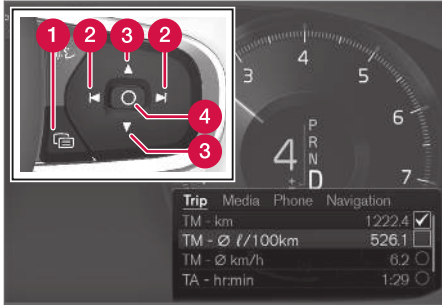 1
2
3
2
4
3
3
4
5
6
7
4
P
R
N
D
+
-
Trip Media Phone Navigation
TM - km 1222.4
TM - Ø ℓ/100km 526.1
TM - Ø km/h 6.2
TA - hr:min 1:29